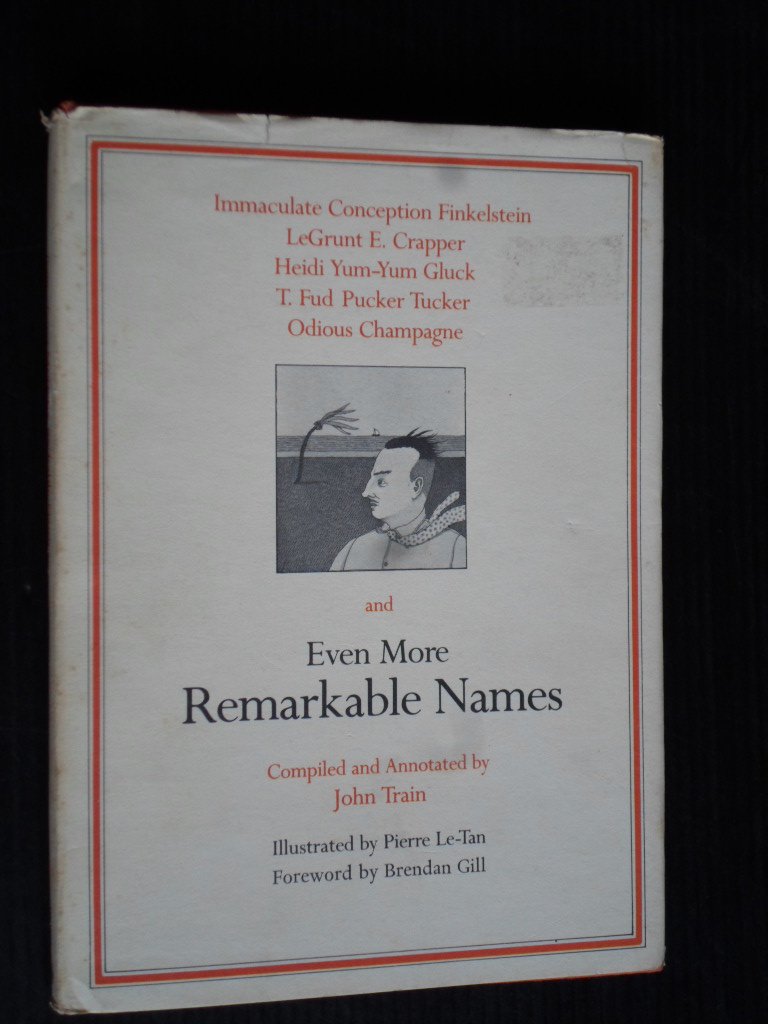 Immaculate Conception Finkelstein
LeGrunt E. Crapper
Heidi Yum-Yum Gluck
T. Fud Pucker Tucker
Odious Champagne
and
Even More
Remarkable Names
Compiled and Annotated by
John Train
Illustrated by Pierre Le-Tan
Foreword by Brendan Gill